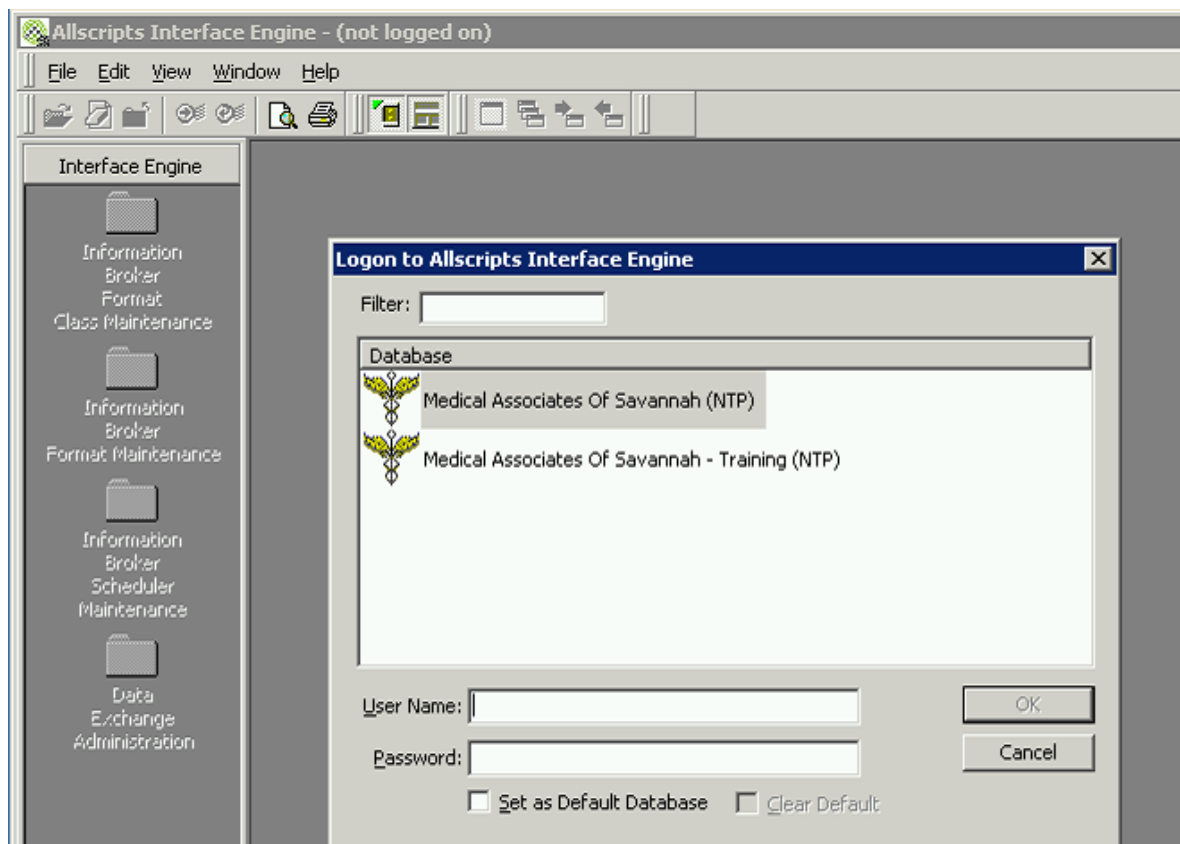 Allscripts Interface Engine - (not logged on)
File Edit View Window Help
Interface Engine
Information
Broker
Format
Class Maintenance
Information
Broker
Format Maintenance
Information
Broker
Scheduler
Maintenance
Data
Exchange
Administration
Logon to Allscripts Interface Engine
Filter:
Database
Medical Associates Of Savannah (NTP)
Medical Associates Of Savannah - Training (NTP)
User Name:
OK
Password:
Cancel
Set as Default Database Clear Default